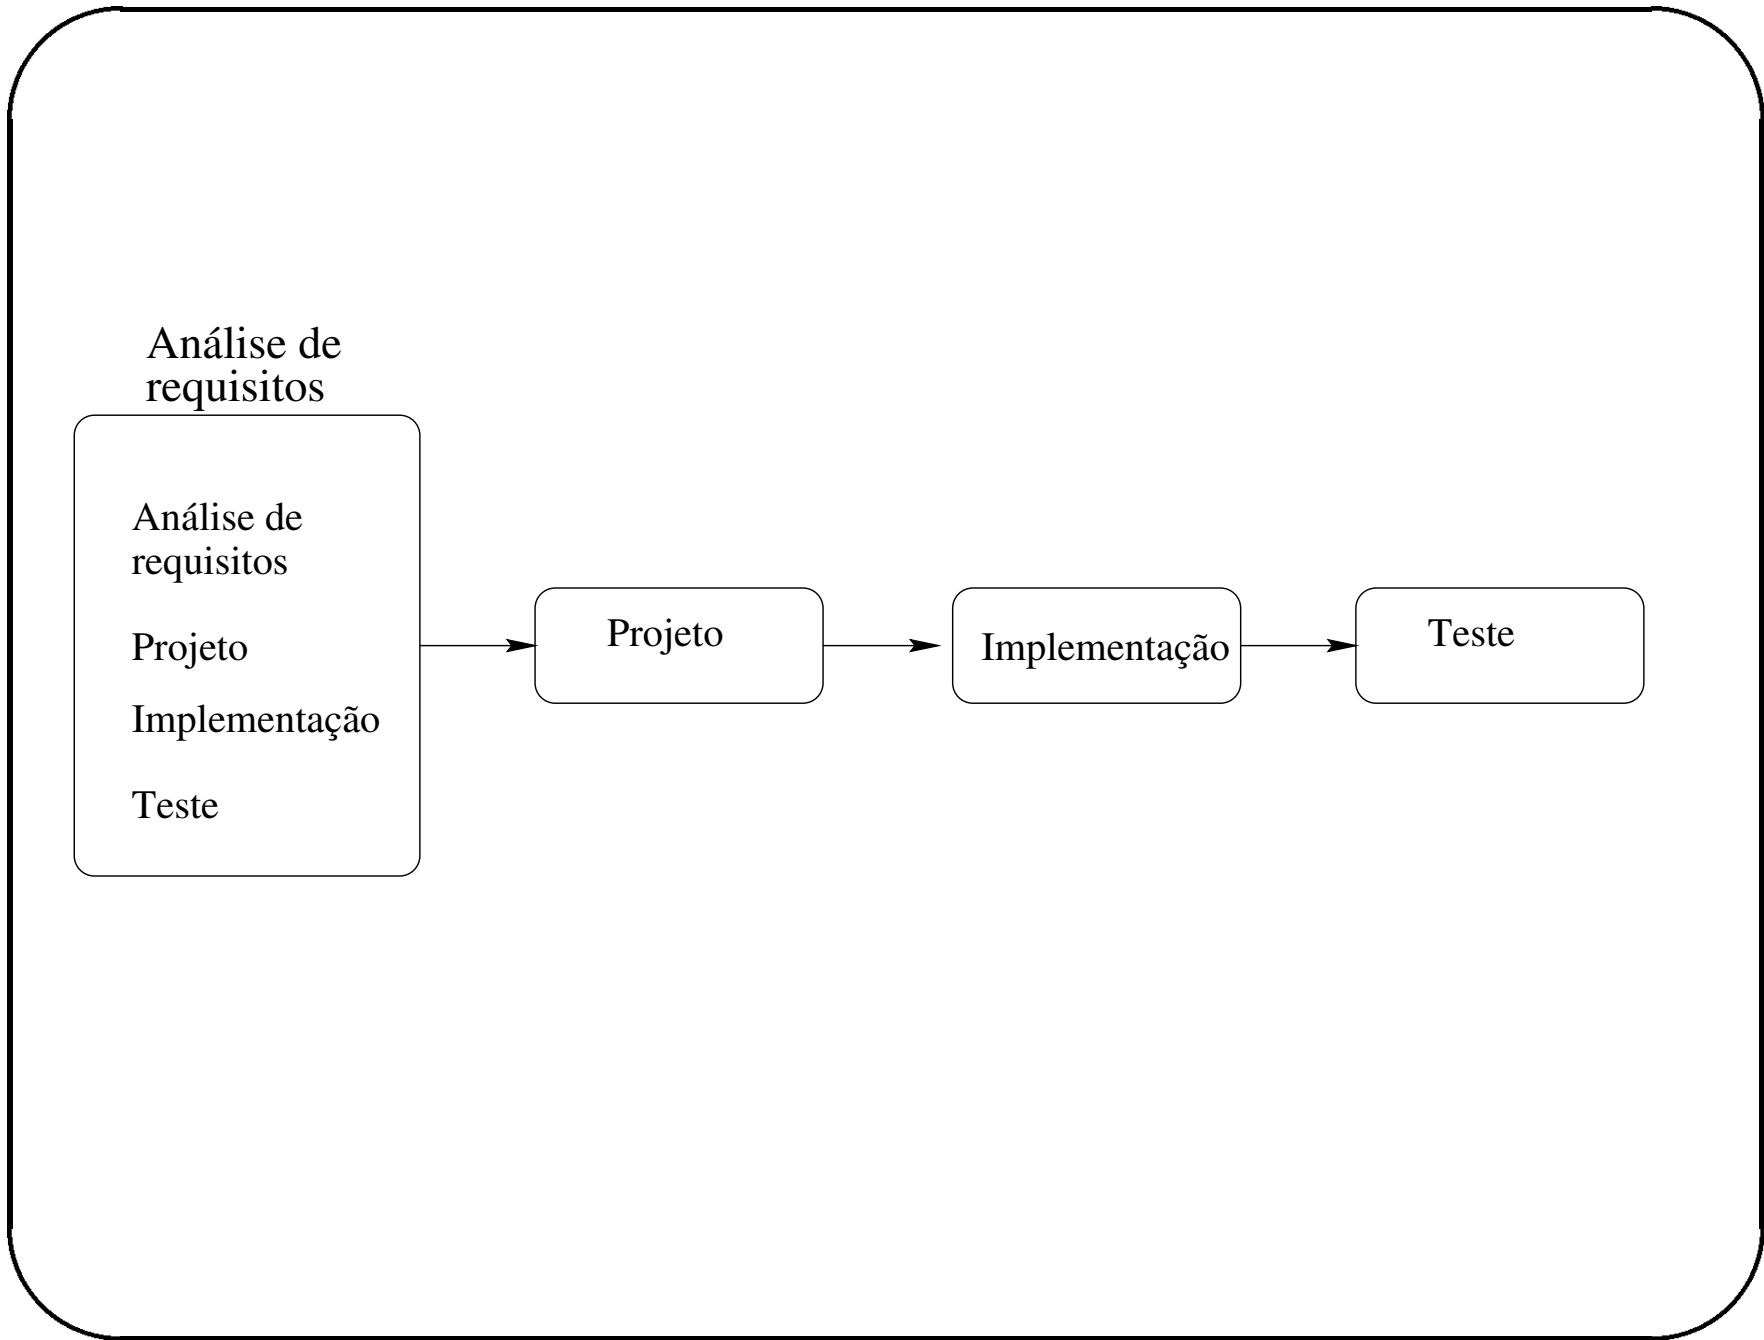 Análise de
requisitos
Análise de
requisitos
Projeto
Implementação
Teste
Projeto
Implementação
Teste